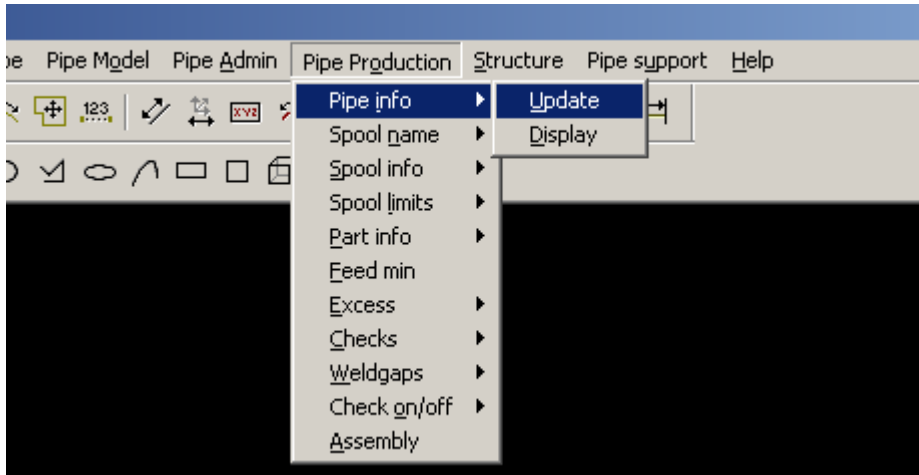 pe Pipe Model Pipe Admin Pipe Production Structure Pipe support Help
123 XYZ
Pipe info Update
Spool name Display
Spool info
Spool limits
Part info
Feed min
Excess
Checks
Weldgaps
Check on/off
Assembly